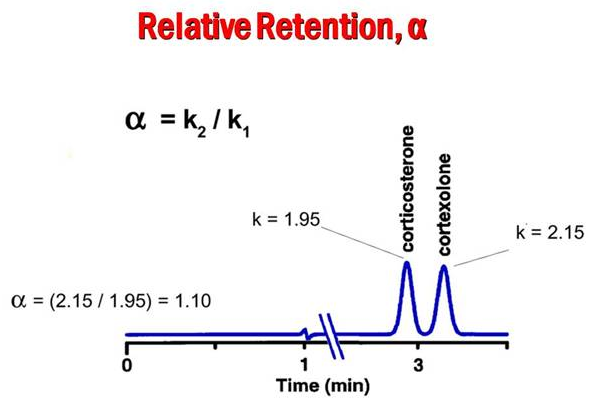 Relative Retention, α
α = k₂ / k₁
corticosterone
cortexolone
k = 1.95
k = 2.15
α = (2.15 / 1.95) = 1.10
0
1
3
Time (min)